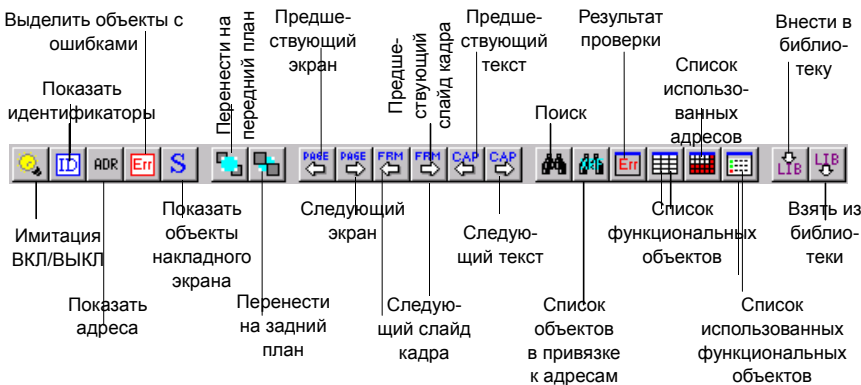 Выделить объекты с
ошибками
Показать
идентификаторы
Перенести на
передний план
Предше-
ствующий
экран
Предше-
ствующий
слайд кадра
Предше-
ствующий
текст
Результат
проверки
Поиск
Список
использо-
ванных
адресов
Внести в
библио-
теку
ID
ADR
Err
S
PAGE
PAGE
FRM
FRM
CAP
CAP
Err
LIB
LIB
Имитация
ВКЛ/ВЫКЛ
Показать
адреса
Показать
объекты
накладного
экрана
Перенести
на задний
план
Следующий
экран
Следую-
щий слайд
кадра
Следую-
щий текст
Список
объектов
в привязке
к адресам
Список
функциональных
объектов
Список
использованных
функциональных
объектов
Взять из
библио-
теки